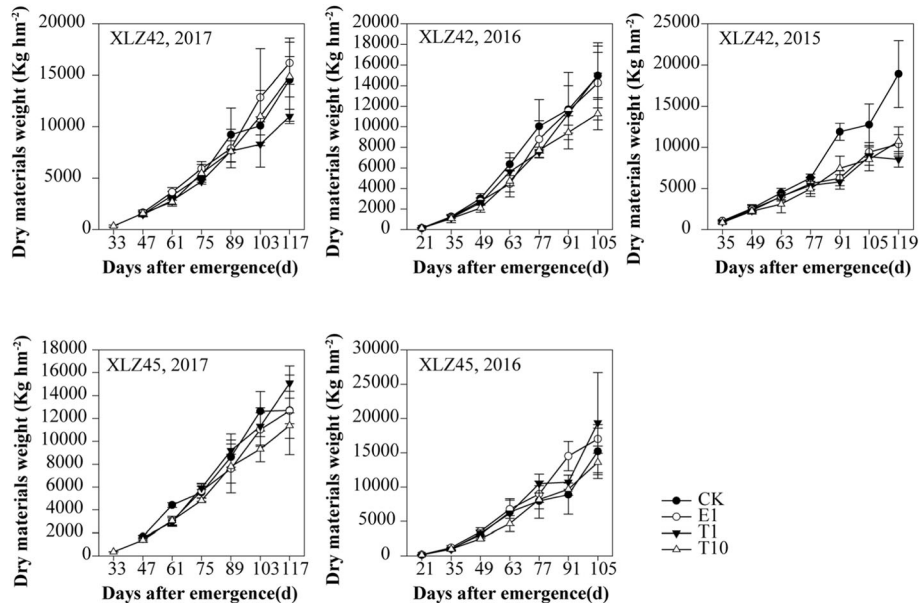 XLZ42, 2017
Dry materials weight (Kg hm-2)
20000
15000
10000
5000
0
33 47 61 75 89 103 117
Days after emergence(d)
XLZ42, 2016
Dry materials weight (Kg hm-2)
20000
18000
16000
14000
12000
10000
8000
6000
4000
2000
0
21 35 49 63 77 91 105
Days after emergence(d)
XLZ42, 2015
Dry materials weight (Kg hm-2)
25000
20000
15000
10000
5000
0
35 49 63 77 91 105 119
Days after emergence(d)
XLZ45, 2017
Dry materials weight (Kg hm-2)
18000
16000
14000
12000
10000
8000
6000
4000
2000
0
33 47 61 75 89 103 117
Days after emergence(d)
XLZ45, 2016
Dry materials weight (Kg hm-2)
30000
25000
20000
15000
10000
5000
0
21 35 49 63 77 91 105
Days after emergence(d)
CK
E1
T1
T10